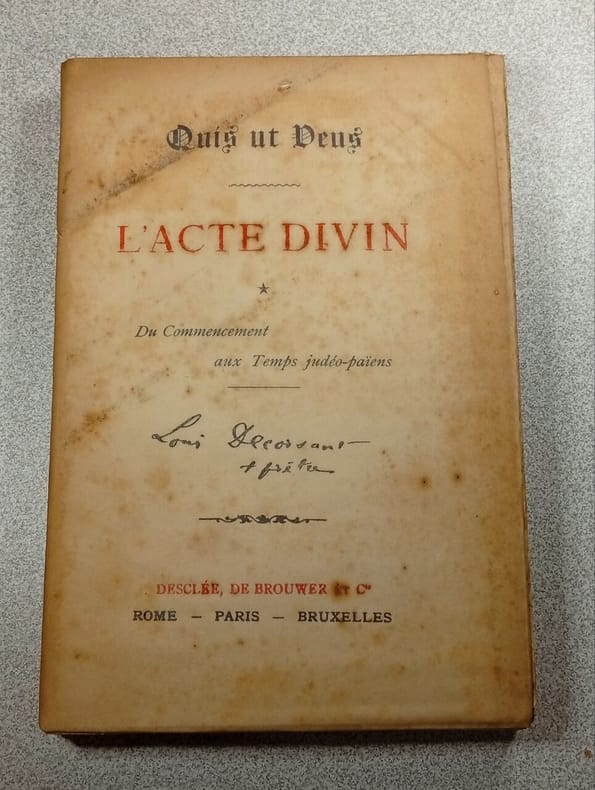 Quis ut Deus
L'ACTE DIVIN
Du Commencement
aux Temps judéo-païens
Louis
prêtre
DESCLÉE, DE BROUWER ET Cie
ROME — PARIS — BRUXELLES